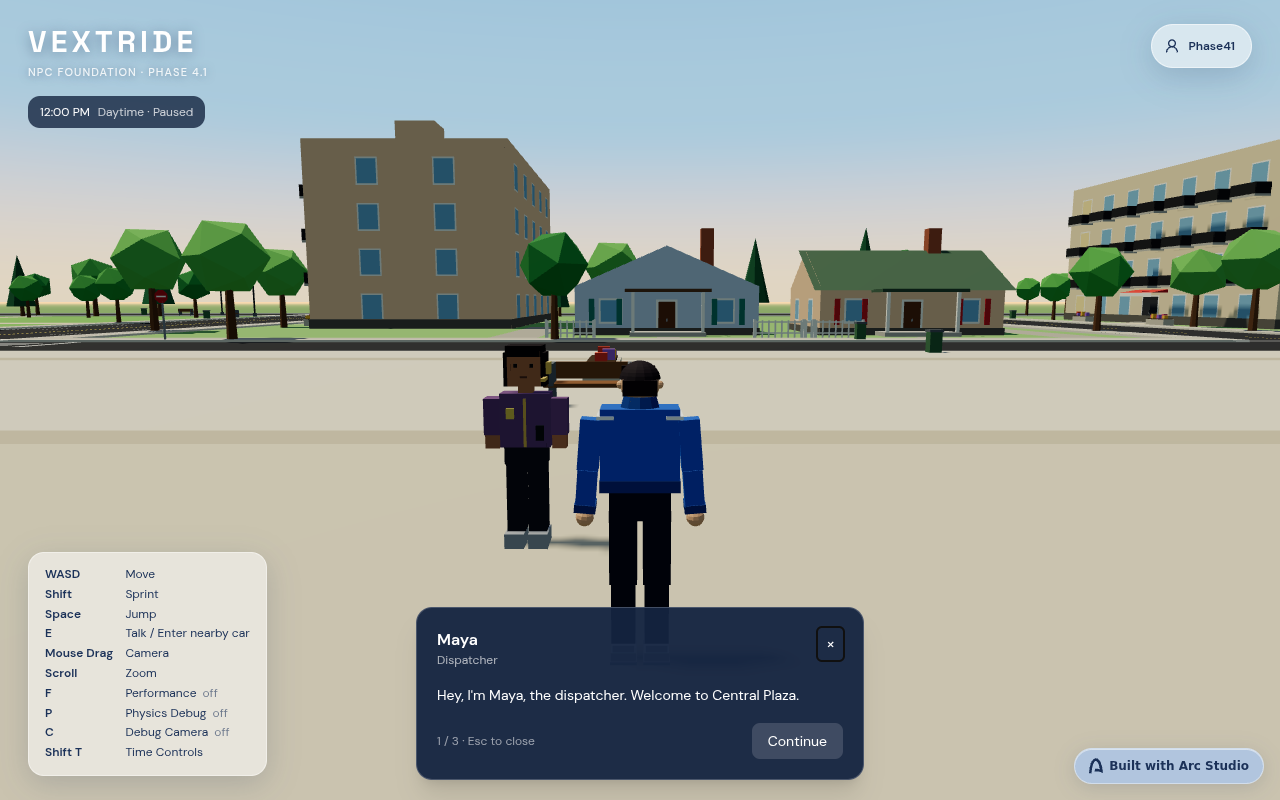 VEXTRIDE
NPC FOUNDATION · PHASE 4.1
12:00 PM Daytime · Paused
Phase41
WASD Move
Shift Sprint
Space Jump
E Talk / Enter nearby car
Mouse Drag Camera
Scroll Zoom
F Performance off
P Physics Debug off
C Debug Camera off
Shift T Time Controls
Maya
×
Dispatcher
Hey, I'm Maya, the dispatcher. Welcome to Central Plaza.
1 / 3 · Esc to close
Continue
Built with Arc Studio